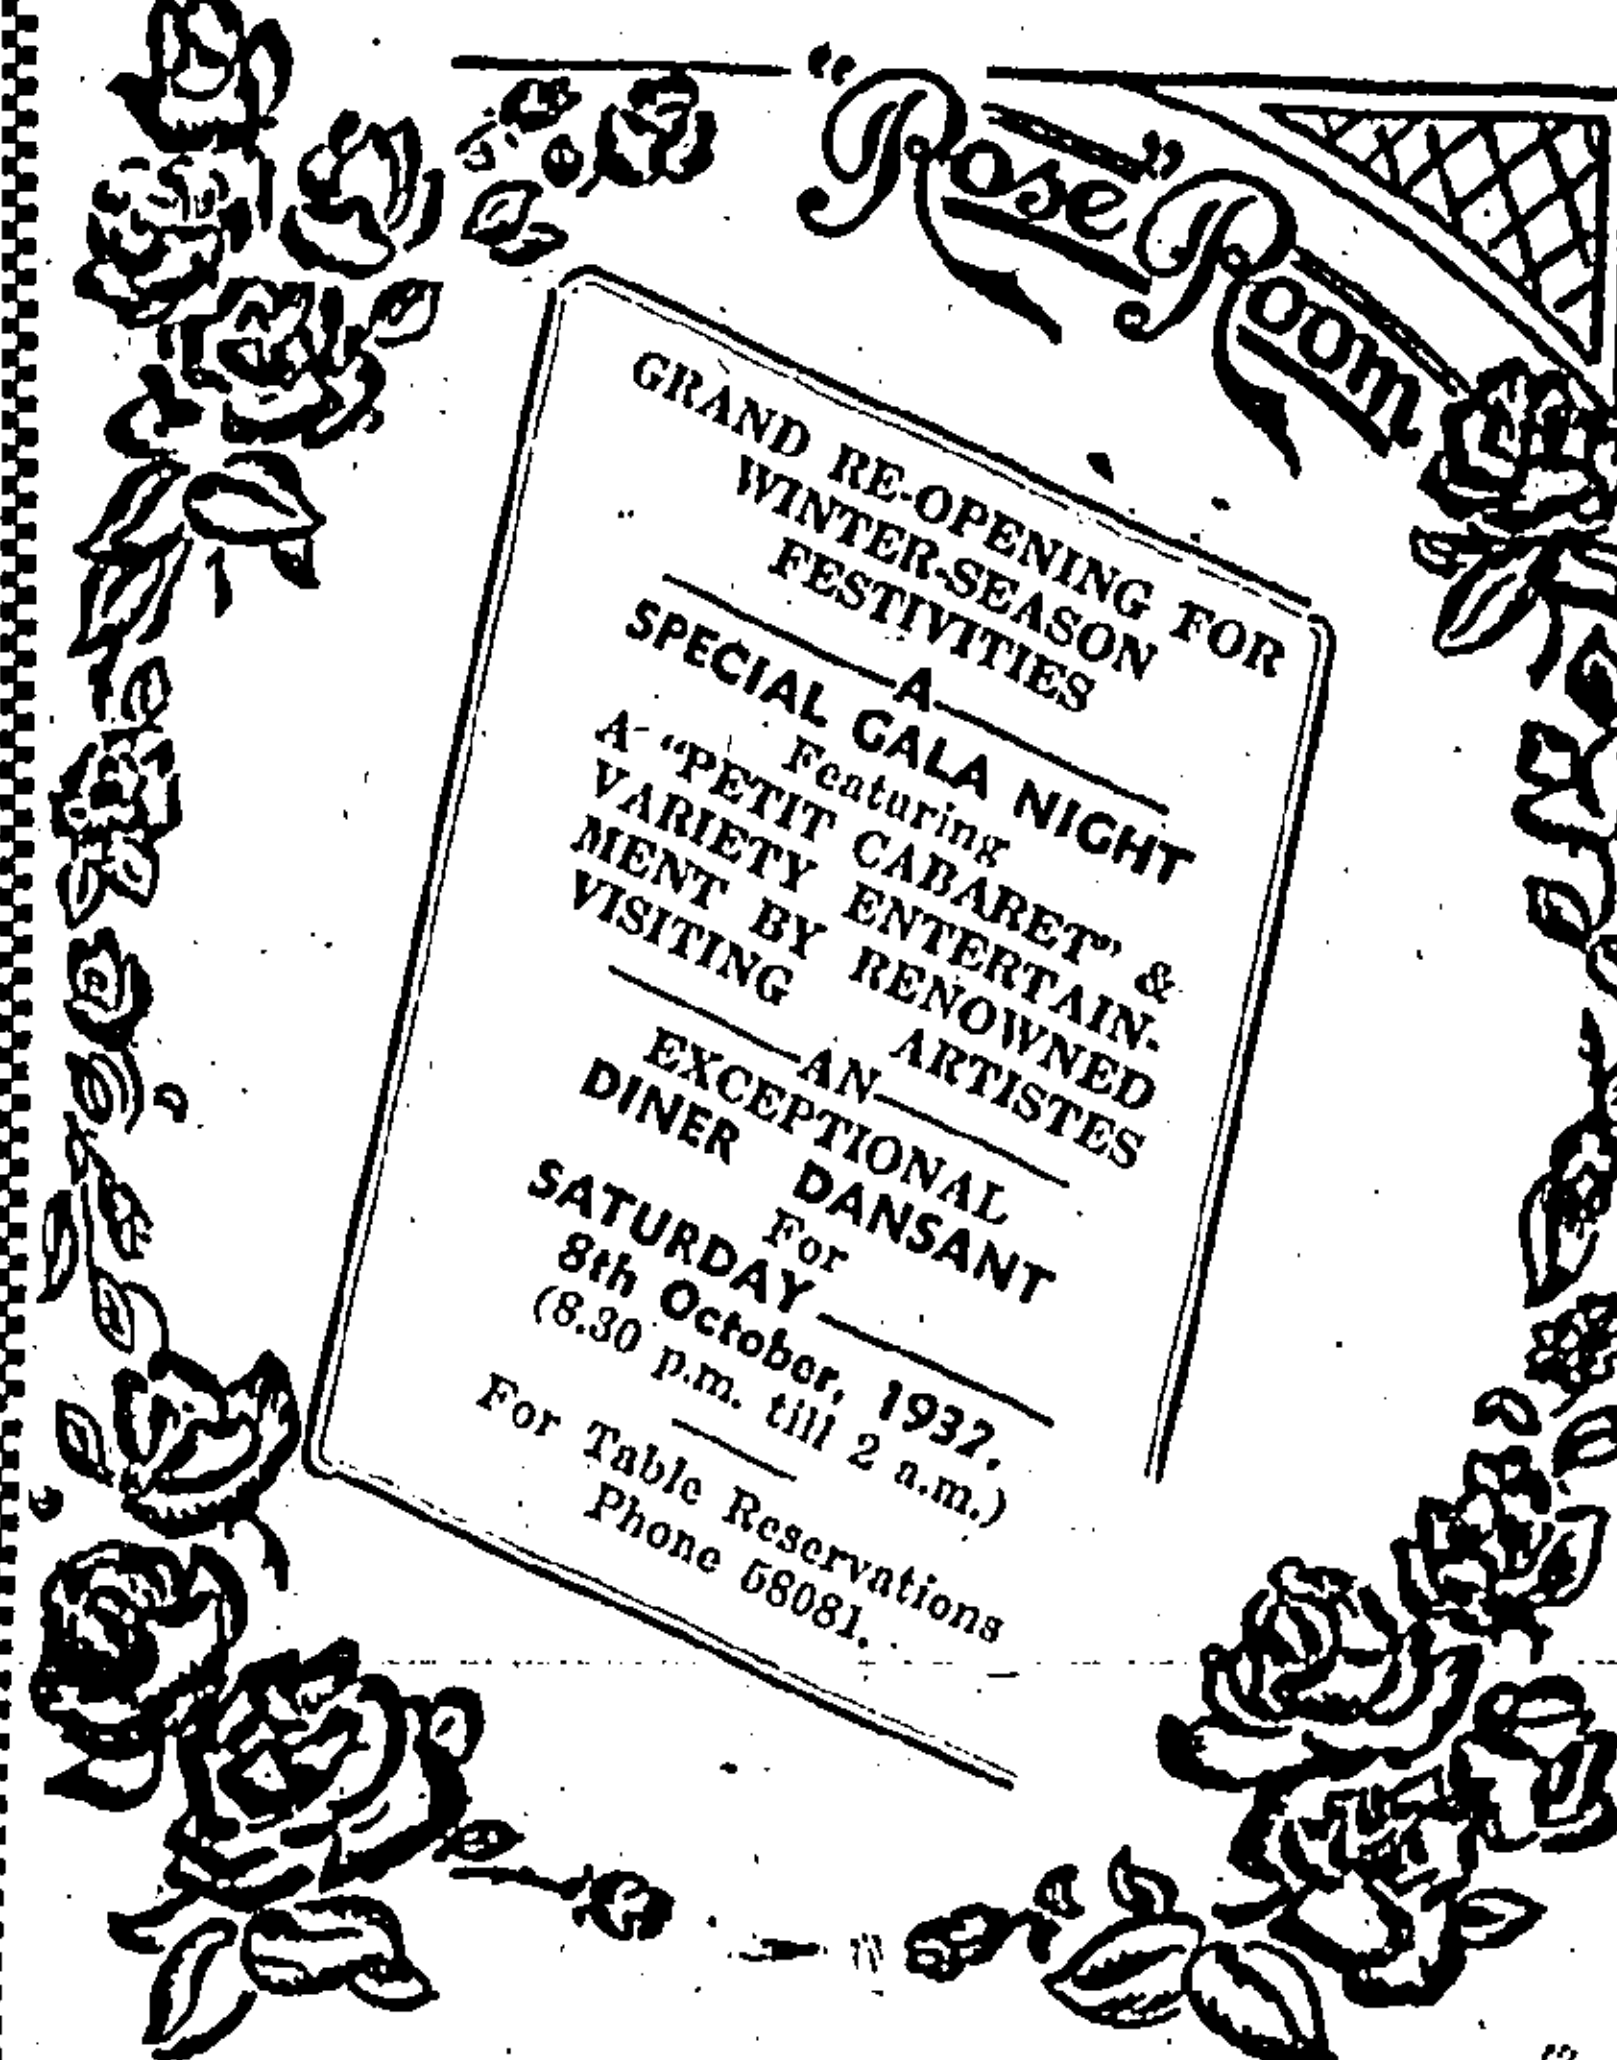 "Rose" Room
GRAND RE-OPENING FOR
WINTER-SEASON
FESTIVITIES
A
SPECIAL GALA NIGHT
Featuring
A "PETIT CABARET" &
VARIETY ENTERTAIN-
MENT BY RENOWNED
VISITING ARTISTES
AN
EXCEPTIONAL
DINER DANSANT
For
SATURDAY
8th October, 1937.
(8.30 p.m. till 2 a.m.)
For Table Reservations
Phone 58081.